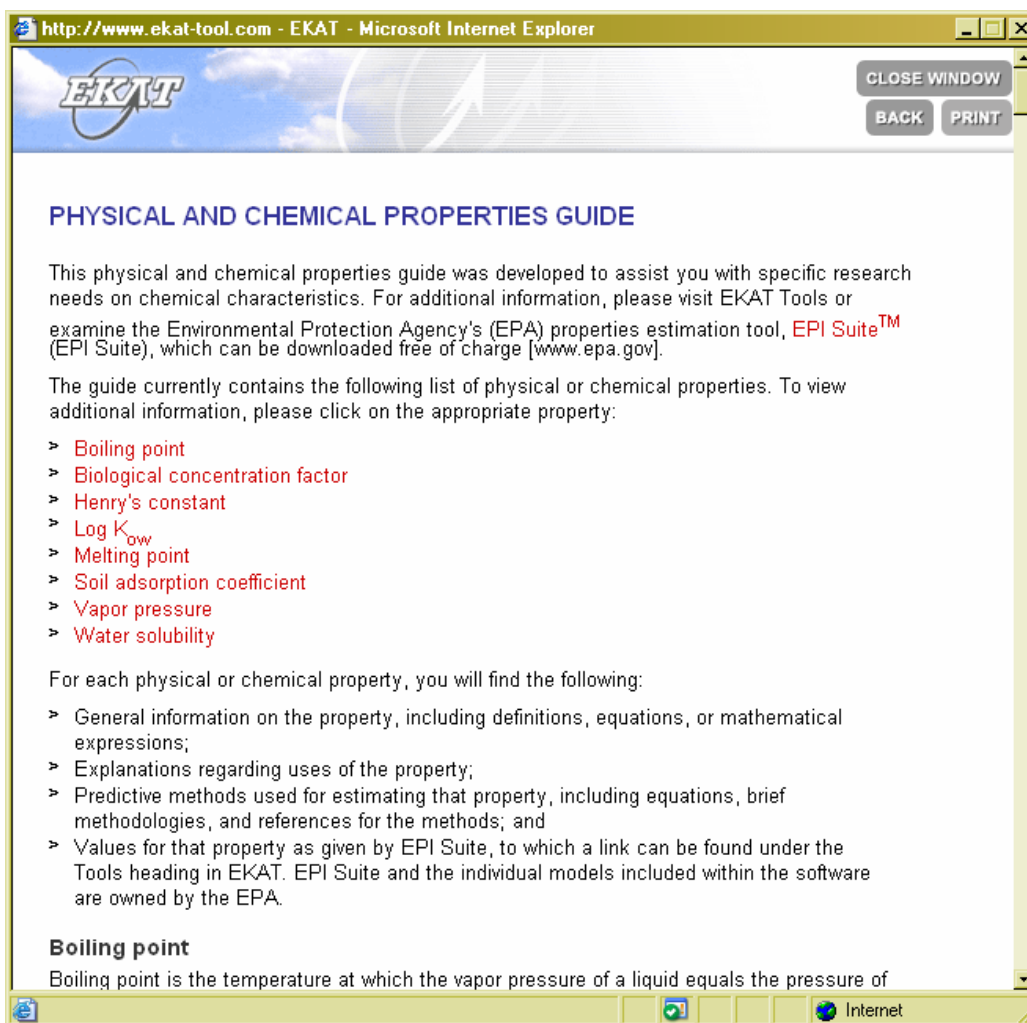 http://www.ekat-tool.com - EKAT - Microsoft Internet Explorer
EKAT
CLOSE WINDOW
BACK PRINT
PHYSICAL AND CHEMICAL PROPERTIES GUIDE
This physical and chemical properties guide was developed to assist you with specific research
needs on chemical characteristics. For additional information, please visit EKAT Tools or
examine the Environmental Protection Agency's (EPA) properties estimation tool, EPI Suite™
(EPI Suite), which can be downloaded free of charge [www.epa.gov].
The guide currently contains the following list of physical or chemical properties. To view
additional information, please click on the appropriate property:
➢ Boiling point
➢ Biological concentration factor
➢ Henry's constant
➢ Log Kow
➢ Melting point
➢ Soil adsorption coefficient
➢ Vapor pressure
➢ Water solubility
For each physical or chemical property, you will find the following:
➢ General information on the property, including definitions, equations, or mathematical
expressions;
➢ Explanations regarding uses of the property;
➢ Predictive methods used for estimating that property, including equations, brief
methodologies, and references for the methods; and
➢ Values for that property as given by EPI Suite, to which a link can be found under the
Tools heading in EKAT. EPI Suite and the individual models included within the software
are owned by the EPA.
Boiling point
Boiling point is the temperature at which the vapor pressure of a liquid equals the pressure of
Internet